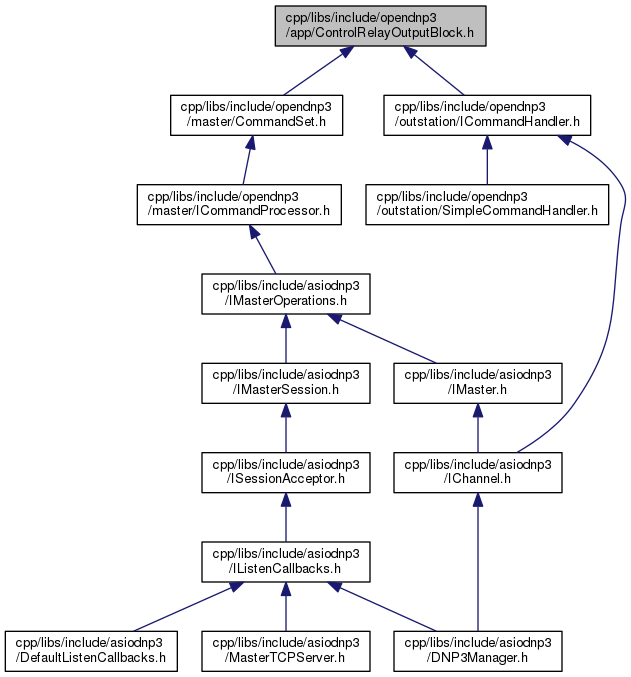 cpp/libs/include/opendnp3
/app/ControlRelayOutputBlock.h
cpp/libs/include/opendnp3
/master/CommandSet.h
cpp/libs/include/opendnp3
/outstation/ICommandHandler.h
cpp/libs/include/opendnp3
/master/ICommandProcessor.h
cpp/libs/include/opendnp3
/outstation/SimpleCommandHandler.h
cpp/libs/include/asiodnp3
/IMasterOperations.h
cpp/libs/include/asiodnp3
/IMasterSession.h
cpp/libs/include/asiodnp3
/IMaster.h
cpp/libs/include/asiodnp3
/ISessionAcceptor.h
cpp/libs/include/asiodnp3
/IChannel.h
cpp/libs/include/asiodnp3
/IListenCallbacks.h
cpp/libs/include/asiodnp3
/DefaultListenCallbacks.h
cpp/libs/include/asiodnp3
/MasterTCPServer.h
cpp/libs/include/asiodnp3
/DNP3Manager.h